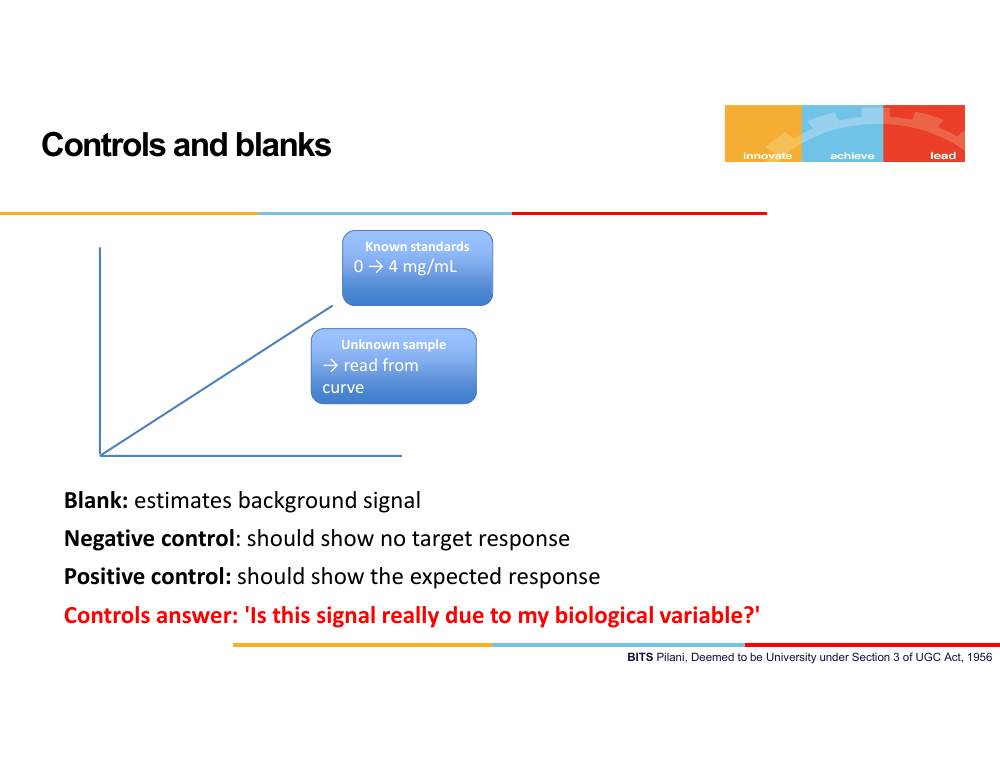 Controls and blanks
innovate achieve lead
Known standards
0 → 4 mg/mL
Unknown sample
→ read from
curve
Blank: estimates background signal
Negative control: should show no target response
Positive control: should show the expected response
Controls answer: 'Is this signal really due to my biological variable?'
BITS Pilani, Deemed to be University under Section 3 of UGC Act, 1956